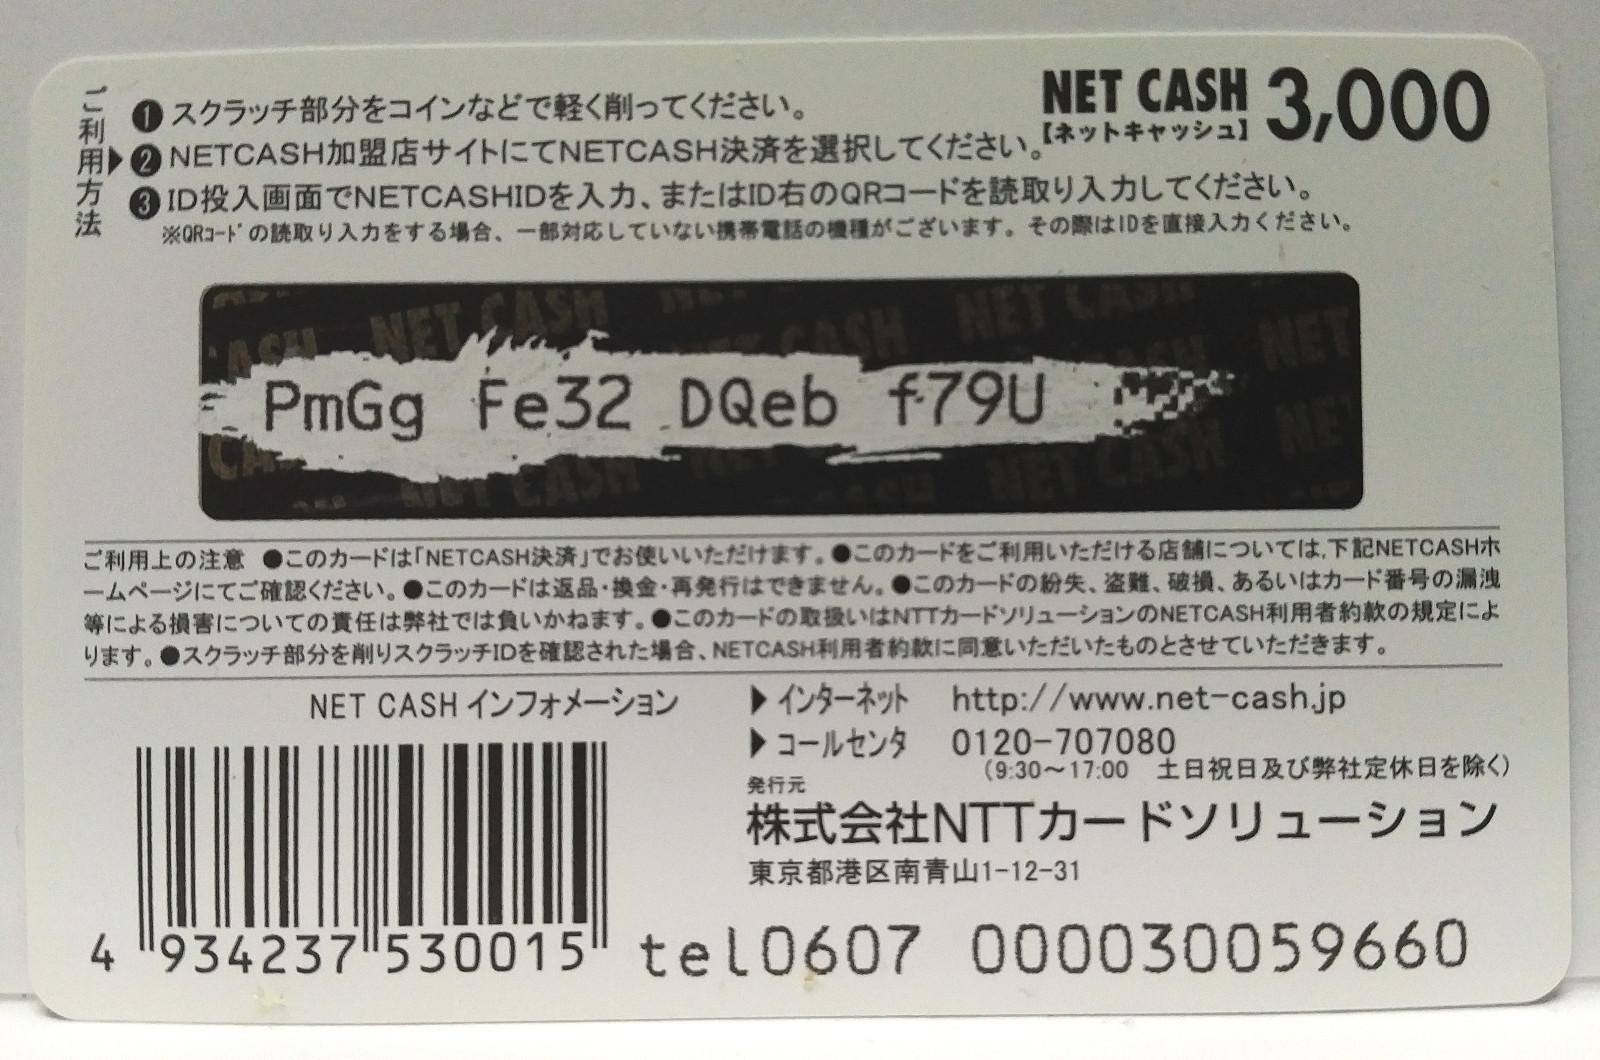 ご利用方法
❶スクラッチ部分をコインなどで軽く削ってください。
❷NETCASH加盟店サイトにてNETCASH決済を選択してください。
❸ID投入画面でNETCASHIDを入力、またはID右のQRコードを読取り入力してください。
※QRコードの読取り入力をする場合、一部対応していない携帯電話の機種がございます。その際はIDを直接入力ください。
NET CASH 3,000
【ネットキャッシュ】
PmGg Fe32 DQeb f79U
ご利用上の注意 ●このカードは「NETCASH決済」でお使いいただけます。●このカードをご利用いただける店舗については、下記NETCASHホ
ームページにてご確認ください。●このカードは返品・換金・再発行はできません。●このカードの紛失、盗難、破損、あるいはカード番号の漏洩
等による損害についての責任は弊社では負いかねます。●このカードの取扱いはNTTカードソリューションのNETCASH利用者約款の規定によ
ります。●スクラッチ部分を削りスクラッチIDを確認された場合、NETCASH利用者約款に同意いただいたものとさせていただきます。
NET CASH インフォメーション
▶インターネット http://www.net-cash.jp
▶コールセンタ 0120-707080
(9:30～17:00 土日祝日及び弊社定休日を除く)
発行元
株式会社NTTカードソリューション
東京都港区南青山1-12-31
4 934237 530015
tel0607 000030059660